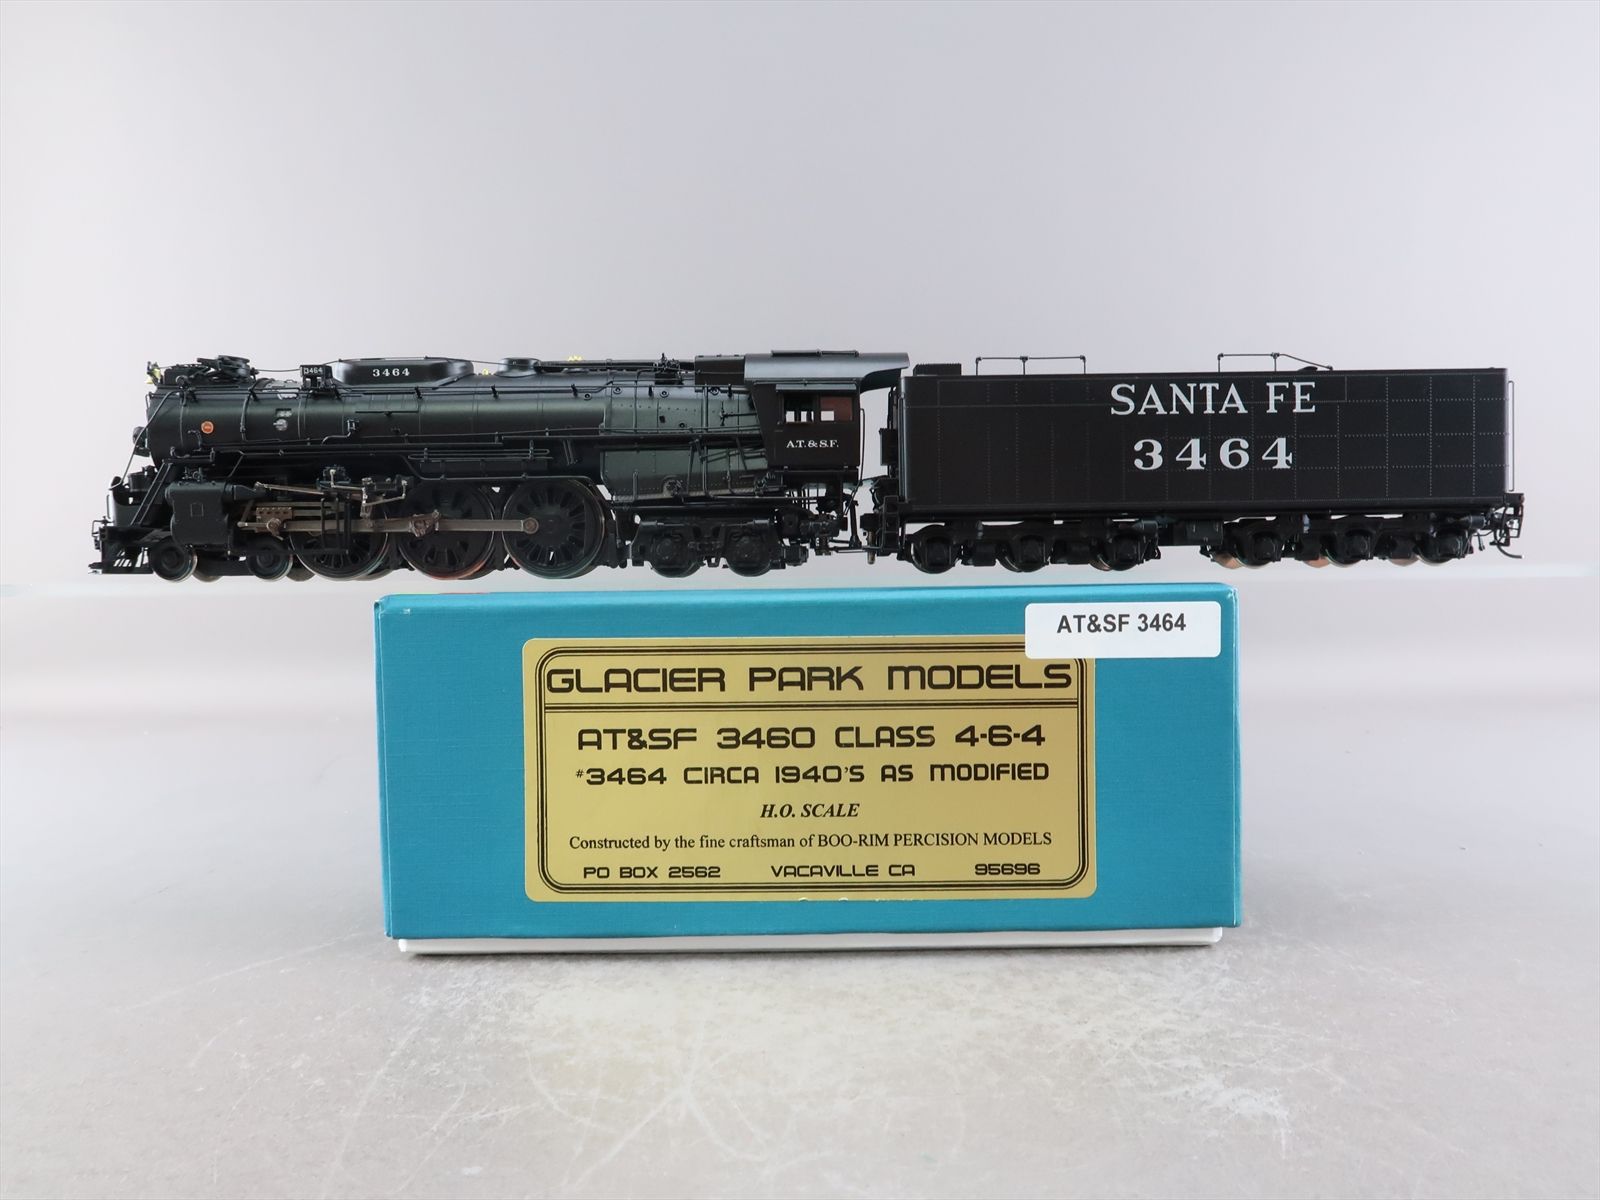 3464
3464
A.T.&S.F.
SANTA FE
3464
AT&SF 3464
GLACIER PARK MODELS
AT&SF 3460 CLASS 4-6-4
#3464 CIRCA 1940'S AS MODIFIED
H.O. SCALE
Constructed by the fine craftsman of BOO-RIM PERCISION MODELS
PO BOX 2562 VACAVILLE CA 95696